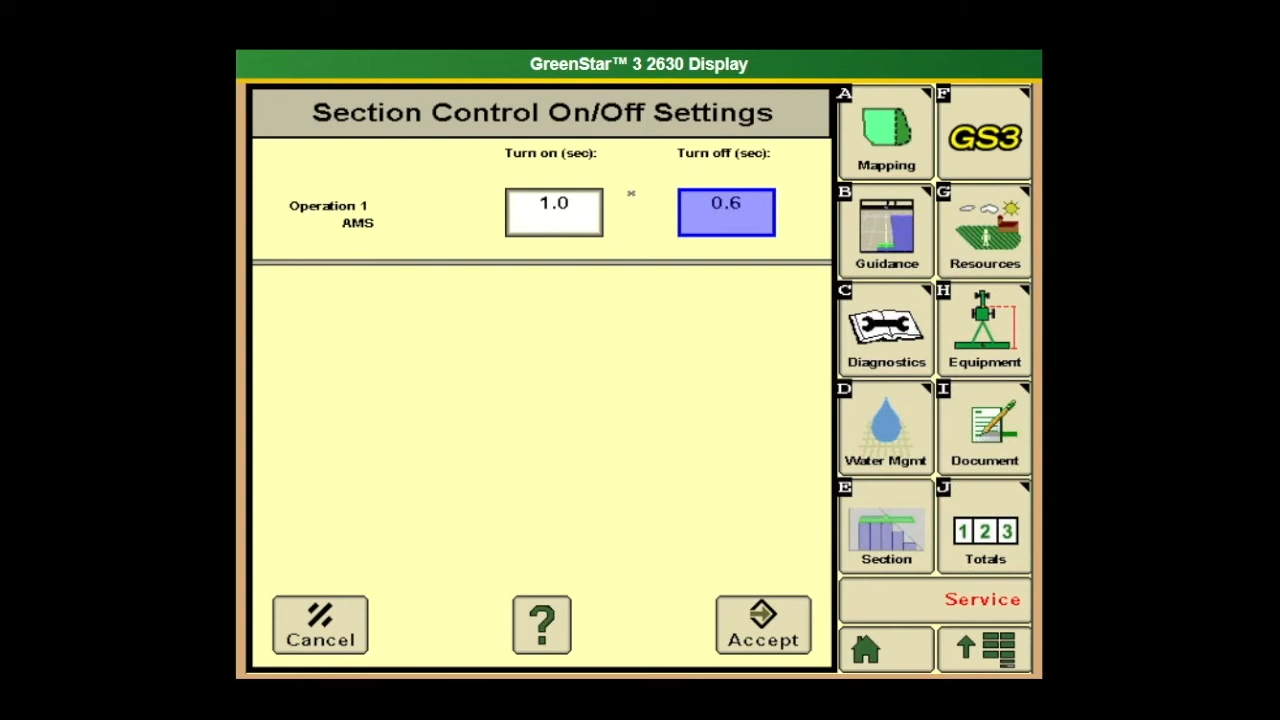 GreenStar™ 3 2630 Display
Section Control On/Off Settings
Turn on (sec):
Turn off (sec):
Operation 1
AMS
1.0
0.6
Cancel
?
Accept
A
Mapping
F
GS3
B
Guidance
G
Resources
C
Diagnostics
H
Equipment
D
Water Mgmt
I
Document
E
Section
J
1 2 3
Totals
Service